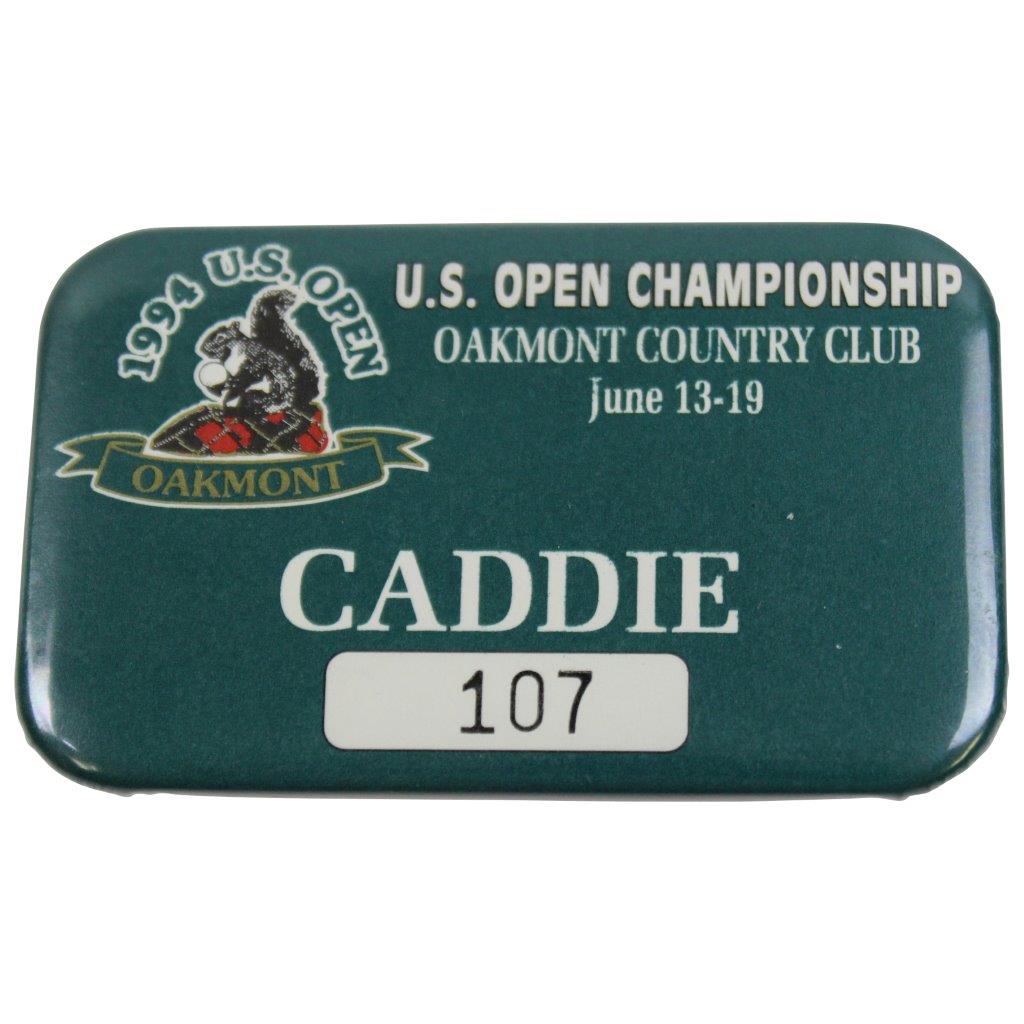 1994 U.S. OPEN
OAKMONT
U.S. OPEN CHAMPIONSHIP
OAKMONT COUNTRY CLUB
June 13-19
CADDIE
107